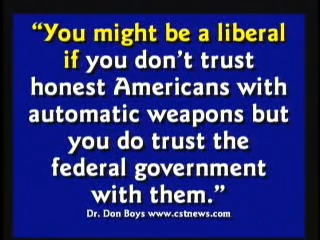 “You might be a liberal
if you don't trust
honest Americans with
automatic weapons but
you do trust the
federal government
with them.”
Dr. Don Boys www.cstnews.com